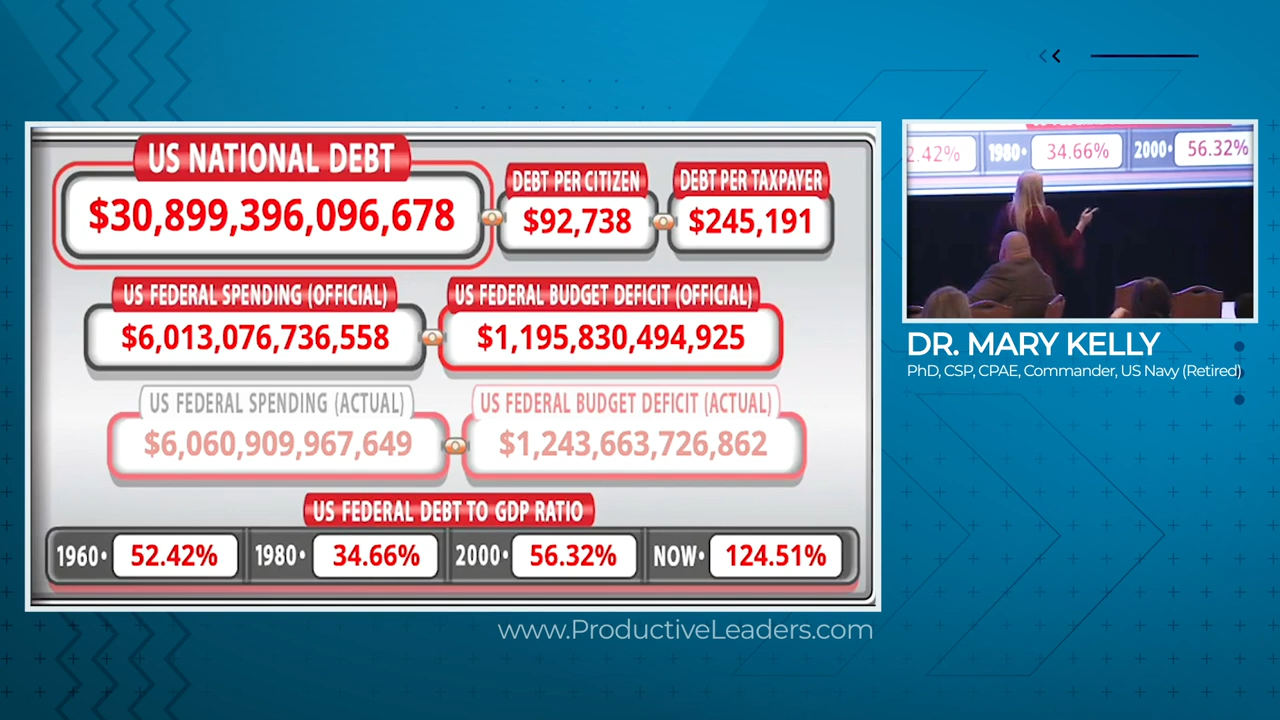 US NATIONAL DEBT
$30,899,396,096,678
DEBT PER CITIZEN
$92,738
DEBT PER TAXPAYER
$245,191
US FEDERAL SPENDING (OFFICIAL)
$6,013,076,736,558
US FEDERAL BUDGET DEFICIT (OFFICIAL)
$1,195,830,494,925
US FEDERAL SPENDING (ACTUAL)
$6,060,909,967,649
US FEDERAL BUDGET DEFICIT (ACTUAL)
$1,243,663,726,862
US FEDERAL DEBT TO GDP RATIO
1960• 52.42% 1980• 34.66% 2000• 56.32% NOW• 124.51%
www.ProductiveLeaders.com
2.42% 1980• 34.66% 2000• 56.32%
DR. MARY KELLY
PhD, CSP, CPAE, Commander, US Navy (Retired)